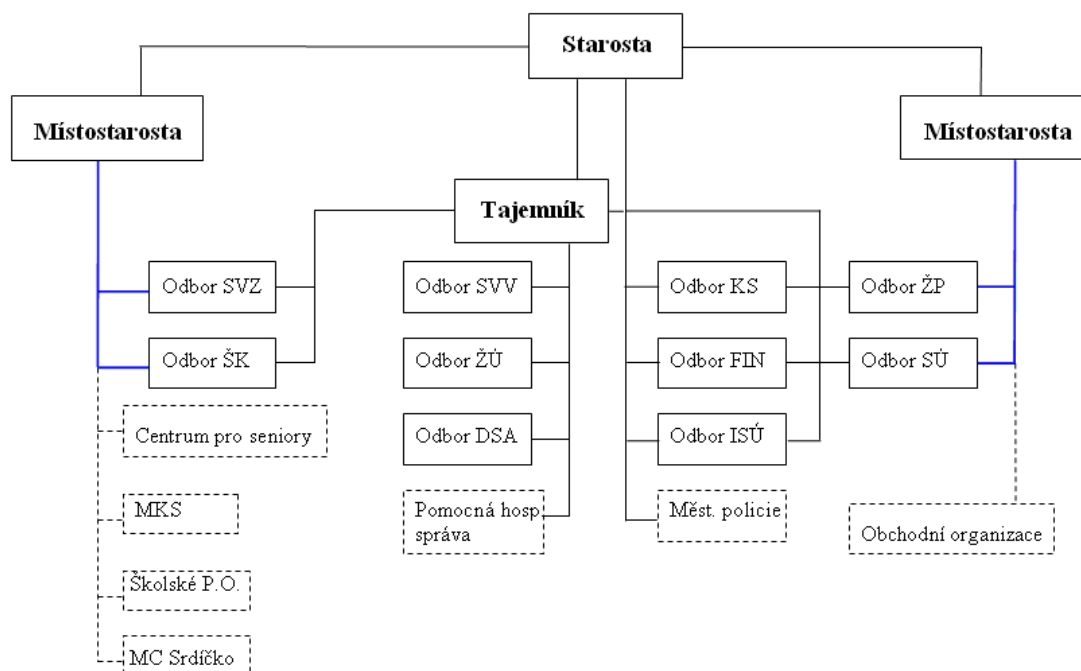 Starosta
Místostarosta
Místostarosta
Tajemník
Odbor SVZ
Odbor SVV
Odbor KS
Odbor ŽP
Odbor ŠK
Odbor ŽÚ
Odbor FIN
Odbor SÚ
Centrum pro seniory
Odbor DSA
Odbor ISÚ
MKS
Pomocná hosp
správa
Měst. policie
Obchodní organizace
Školské P.O.
MC Srdíčko